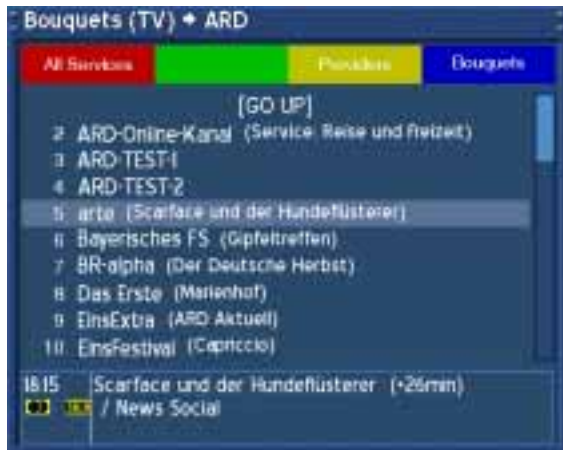 Bouquets (TV) → ARD
All Services Providers Bouquets
[GO UP]
2 ARD-Online-Kanal (Service: Reise und Freizeit)
3 ARD-TEST-1
4 ARD-TEST-2
5 arte (Scarface und der Hundeflüsterer)
6 Bayerisches FS (Gipfeltreffen)
7 BR-alpha (Der Deutsche Herbst)
8 Das Erste (Marienhof)
9 EinsExtra (ARD Aktuell)
10 EinsFestival (Capriccio)
18:15 Scarface und der Hundeflüsterer (+26min)
/ News Social